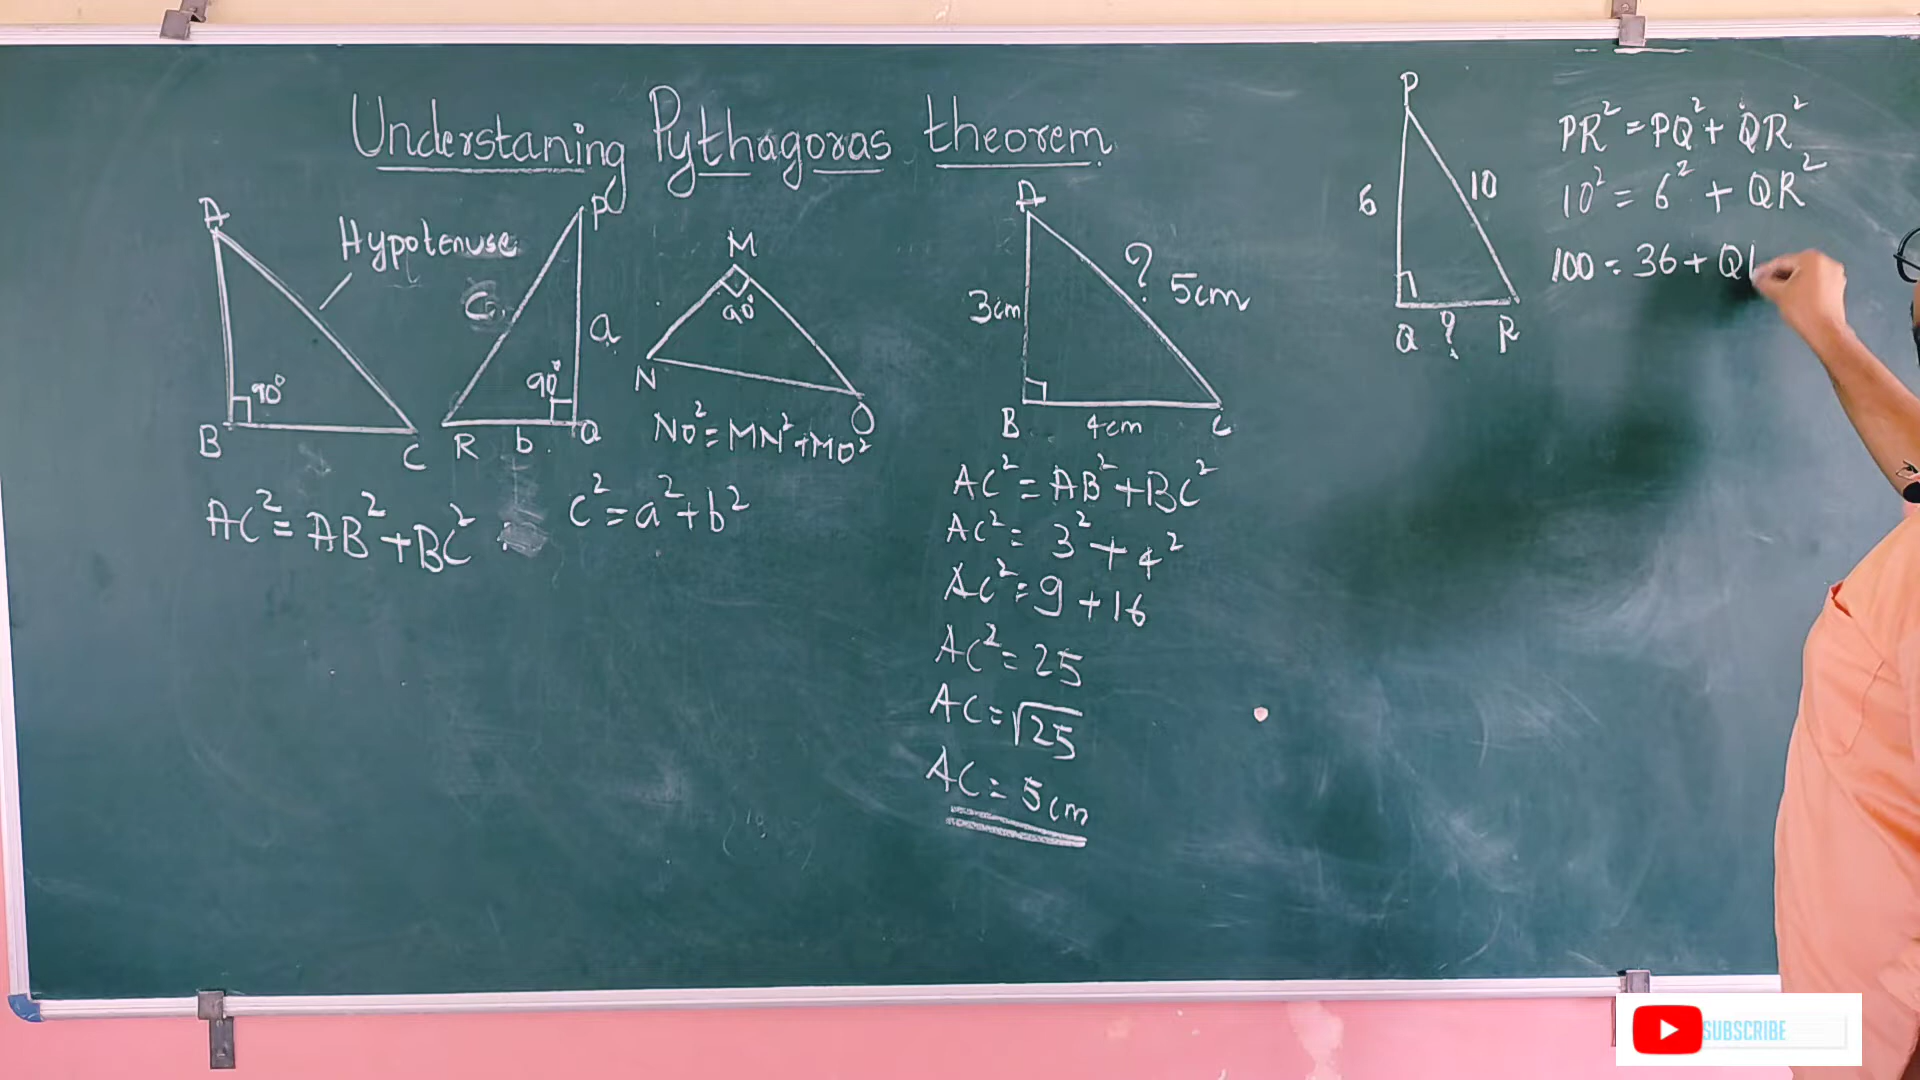 Understaning Pythagoras theorem
A
Hypotenuse
90°
B
C
AC² = AB² + BC²
P
C
a
90°
R
b
Q
c² = a² + b²
M
90°
N
O
NO² = MN² + MO²
A
?
3cm
5cm
B
4cm
C
AC² = AB² + BC²
AC² = 3² + 4²
AC² = 9 + 16
AC² = 25
AC = √25
AC = 5cm
P
6
10
Q
?
R
PR² = PQ² + QR²
10² = 6² + QR²
100 = 36 + Q
SUBSCRIBE